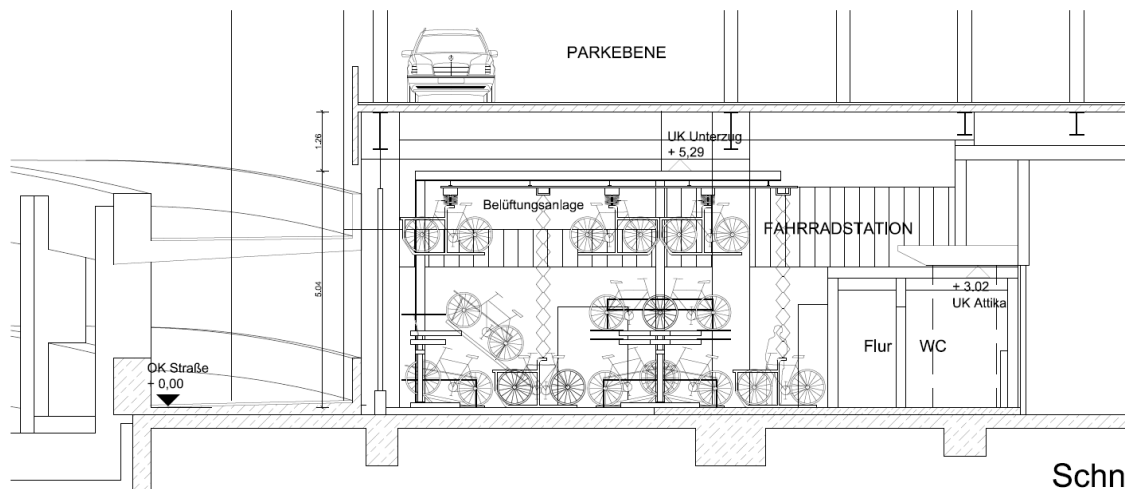 PARKEBENE
1.26
UK Unterzug
+ 5,29
Belüftungsanlage
FAHRRADSTATION
5.04
+ 3.02
UK Attika
Flur
WC
OK Straße
+ 0,00
Schn